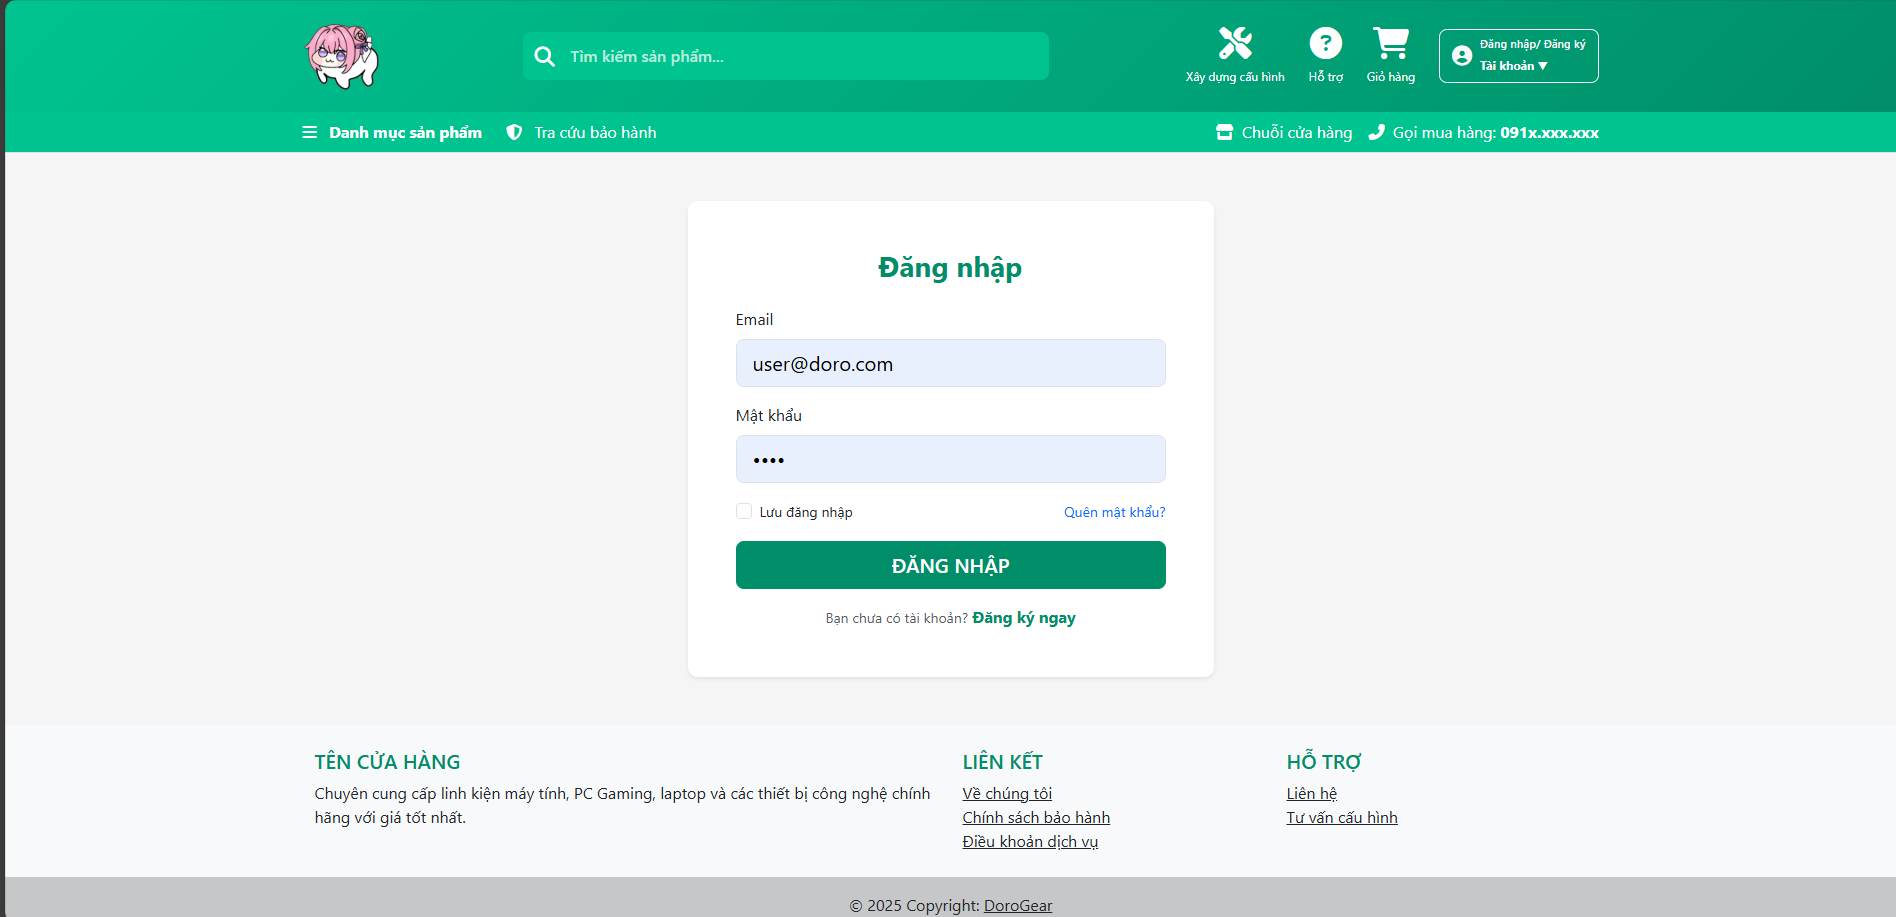 Tìm kiếm sản phẩm...
Xây dựng cấu hình
Hỗ trợ
Giỏ hàng
Đăng nhập/ Đăng ký
Tài khoản ▼
Danh mục sản phẩm
Tra cứu bảo hành
Chuỗi cửa hàng
Gọi mua hàng: 091x.xxx.xxx
Đăng nhập
Email
user@doro.com
Mật khẩu
••••
Lưu đăng nhập
Quên mật khẩu?
ĐĂNG NHẬP
Bạn chưa có tài khoản? Đăng ký ngay
TÊN CỬA HÀNG
Chuyên cung cấp linh kiện máy tính, PC Gaming, laptop và các thiết bị công nghệ chính
hãng với giá tốt nhất.
LIÊN KẾT
Về chúng tôi
Chính sách bảo hành
Điều khoản dịch vụ
HỖ TRỢ
Liên hệ
Tư vấn cấu hình
© 2025 Copyright: DoroGear